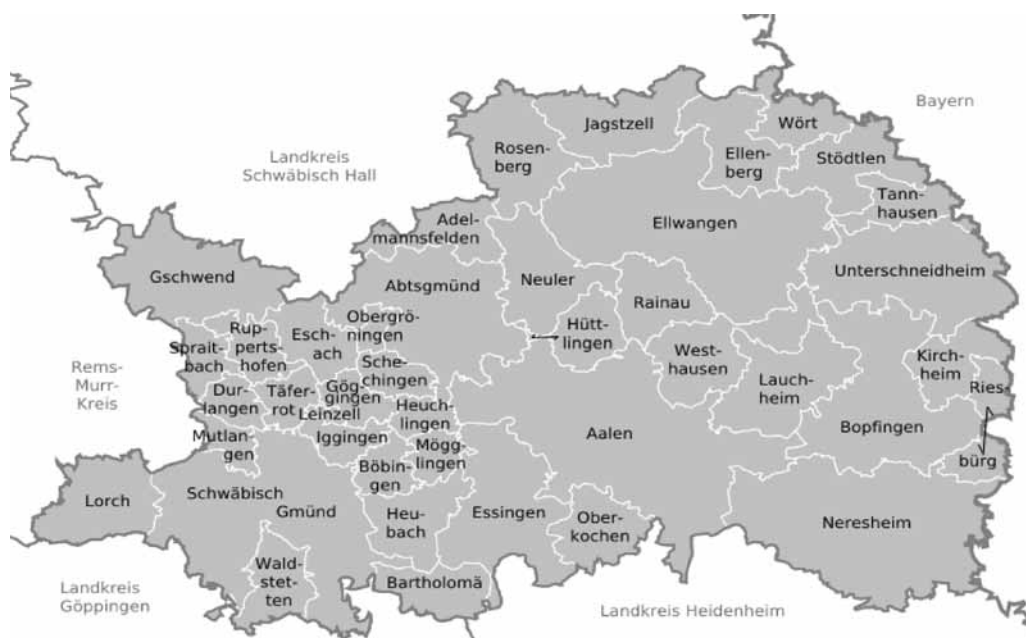 Bayern
Jagstzell
Wört
Rosen-
berg
Ellen-
berg
Stödtlen
Landkreis
Schwäbisch Hall
Tann-
hausen
Adel-
mannsfelden
Ellwangen
Gschwend
Abtsgmünd
Neuler
Unterschneidheim
Rainau
Obergrö-
ningen
Hütt-
lingen
Rup-
perts-
hofen
Esch-
ach
Sprait-
bach
Sche-
chingen
West-
hausen
Kirch-
heim
Rems-
Murr-
Kreis
Lauch-
heim
Ries-
bürg
Dur-
langen
Täfer-
rot
Gög-
gingen
Leinzell
Heuch-
lingen
Bopfingen
Mutlan-
gen
Iggingen
Aalen
Mögg-
lingen
Böbin-
gen
Lorch
Schwäbisch
Gmünd
Heu-
bach
Essingen
Ober-
kochen
Neresheim
Wald-
stet-
ten
Bartholomä
Landkreis
Göppingen
Landkreis Heidenheim